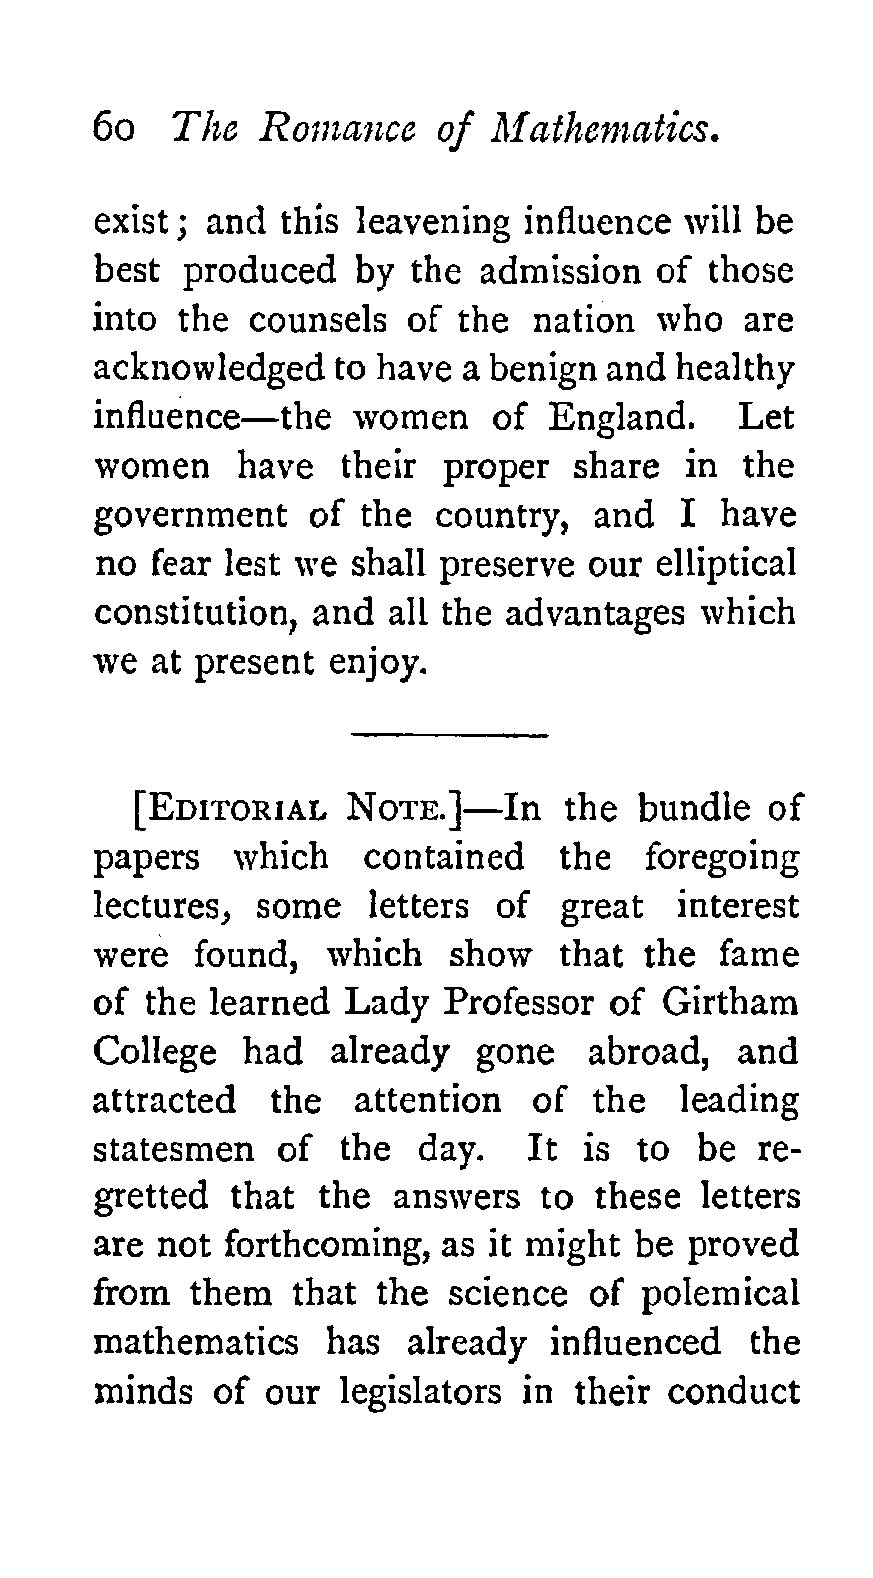 60 The Romance of Mathematics.
exist; and this leavening influence will be
best produced by the admission of those
into the counsels of the nation who are
acknowledged to have a benign and healthy
influence—the women of England. Let
women have their proper share in the
government of the country, and I have
no fear lest we shall preserve our elliptical
constitution, and all the advantages which
we at present enjoy.
[EDITORIAL NOTE.]—In the bundle of
papers which contained the foregoing
lectures, some letters of great interest
were found, which show that the fame
of the learned Lady Professor of Girtham
College had already gone abroad, and
attracted the attention of the leading
statesmen of the day. It is to be re-
gretted that the answers to these letters
are not forthcoming, as it might be proved
from them that the science of polemical
mathematics has already influenced the
minds of our legislators in their conduct